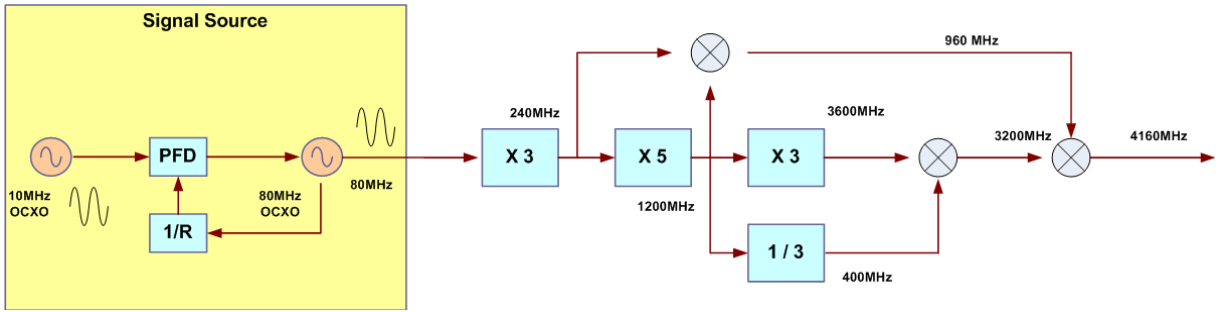 Signal Source
960 MHz
240MHz
3600MHz
3200MHz
4160MHz
PFD
X 3
X 5
X 3
10MHz
OCXO
80MHz
OCXO
80MHz
1200MHz
1/R
1 / 3
400MHz